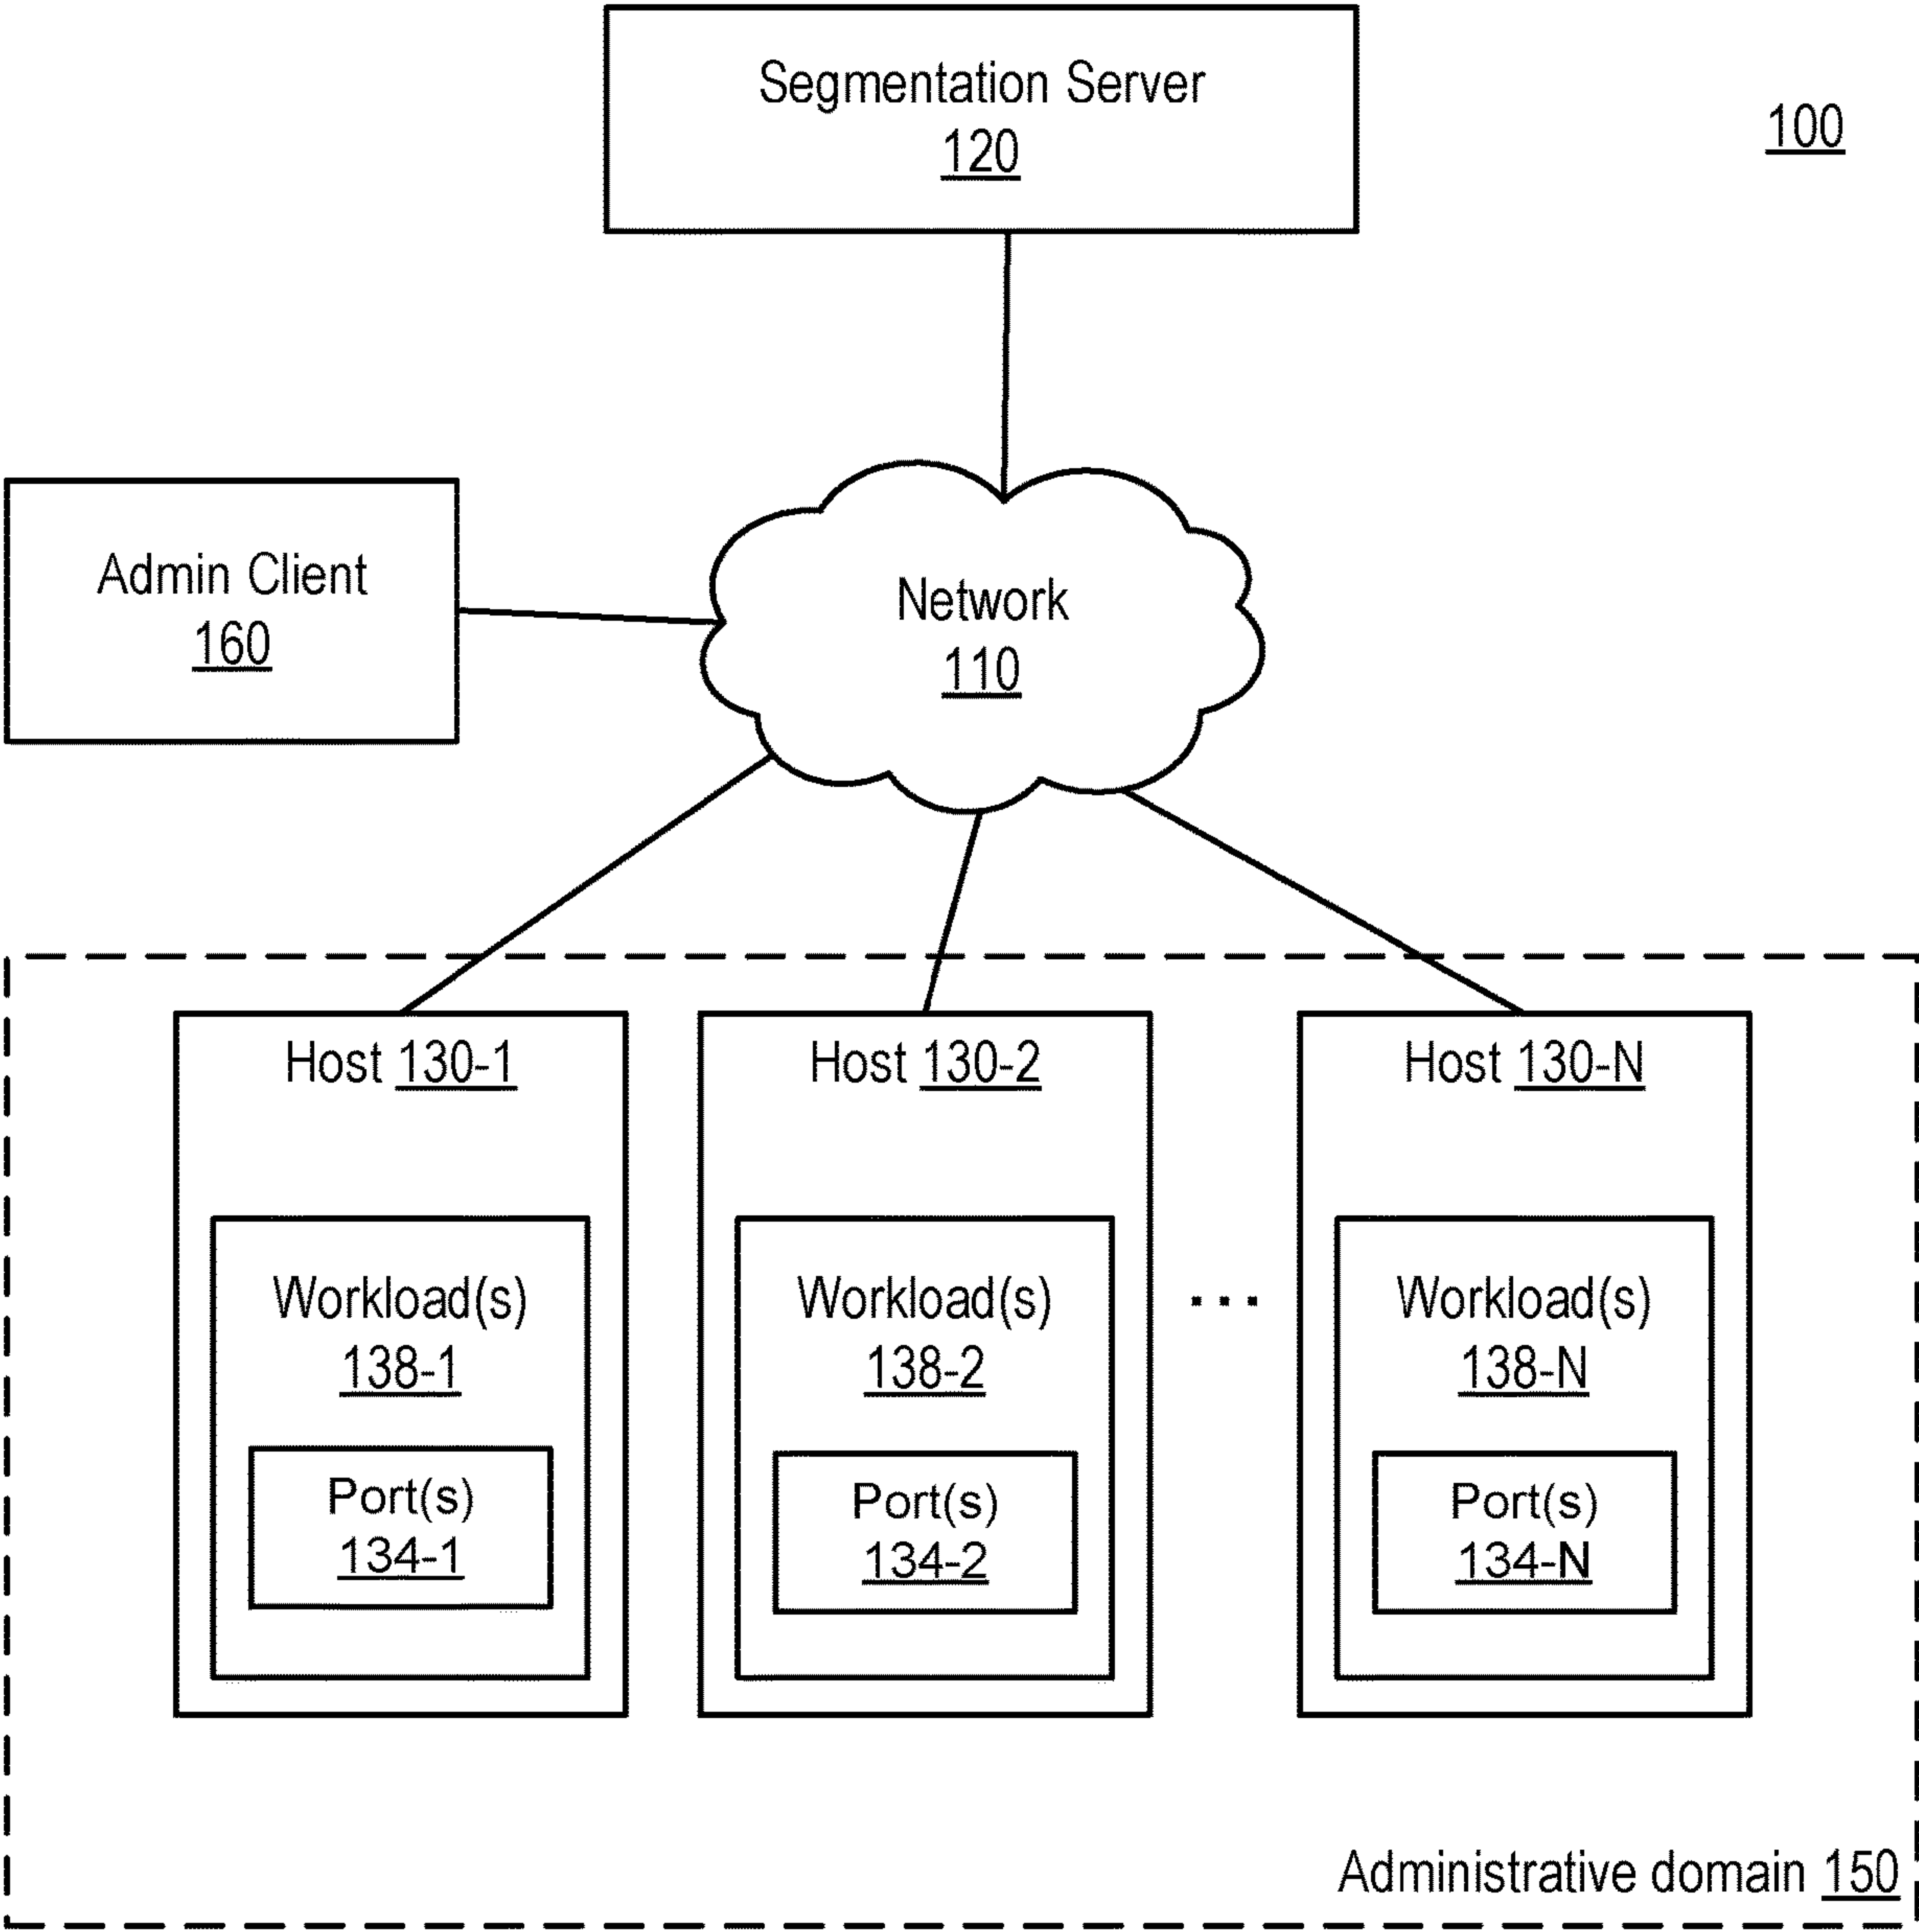 Segmentation Server
120
100
Admin Client
160
Network
110
Host 130-1
Workload(s)
138-1
Port(s)
134-1
Host 130-2
Workload(s)
138-2
Port(s)
134-2
...
Host 130-N
Workload(s)
138-N
Port(s)
134-N
Administrative domain 150